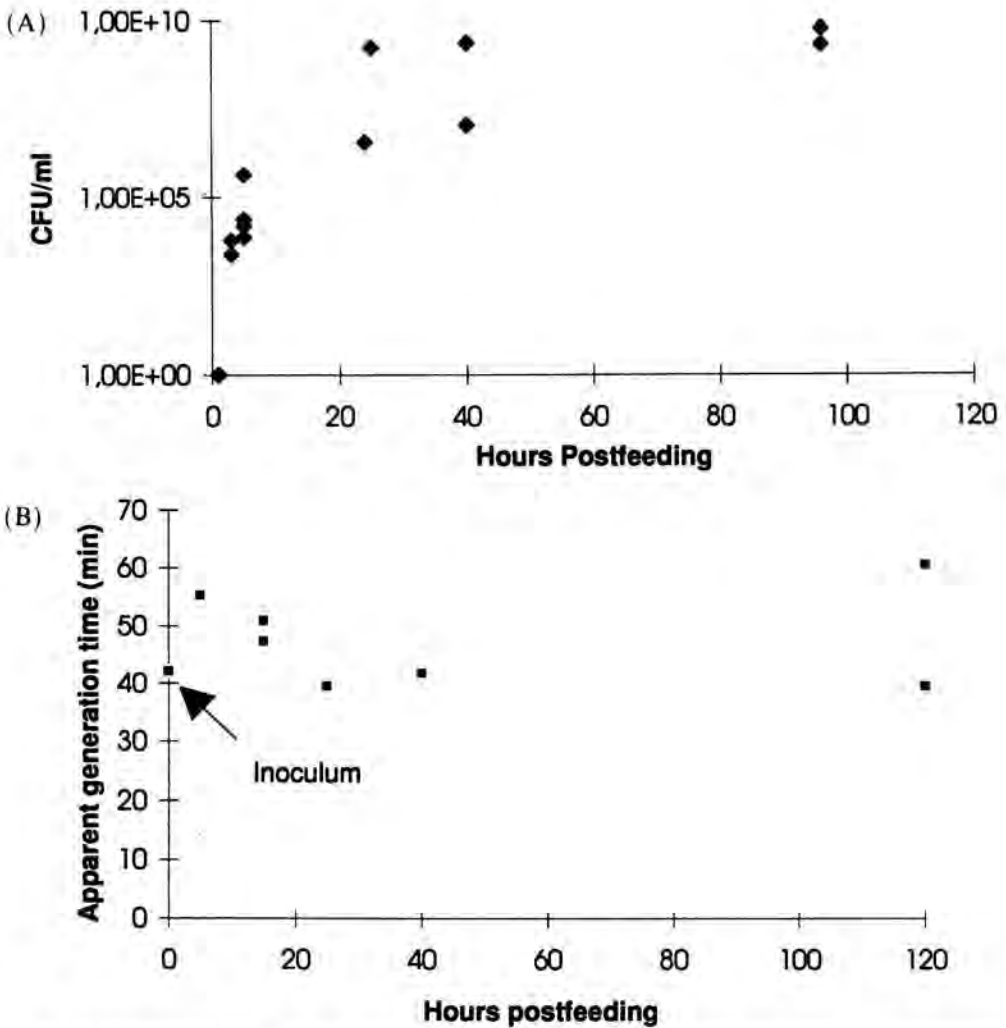 (A)
1,00E+10
1,00E+05
1,00E+00
CFU/ml
0 20 40 60 80 100 120
Hours Postfeeding
(B)
70
60
50
40
30
20
10
0
Apparent generation time (min)
Inoculum
0 20 40 60 80 100 120
Hours postfeeding